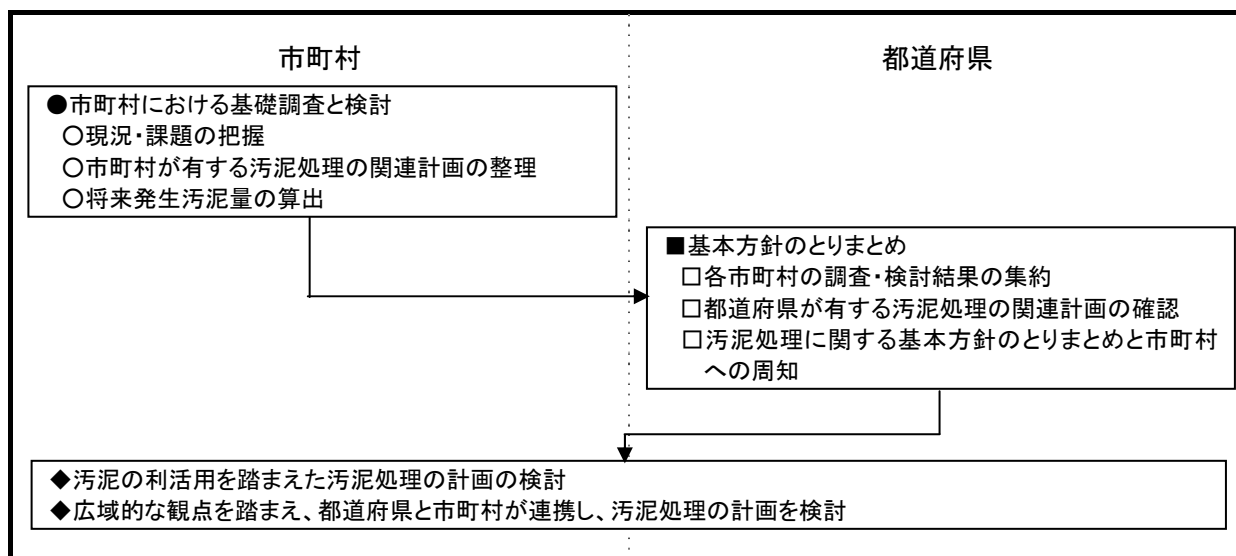 市町村
都道府県
●市町村における基礎調査と検討
○現況・課題の把握
○市町村が有する汚泥処理の関連計画の整理
○将来発生汚泥量の算出
■基本方針のとりまとめ
□各市町村の調査・検討結果の集約
□都道府県が有する汚泥処理の関連計画の確認
□汚泥処理に関する基本方針のとりまとめと市町村
への周知
◆汚泥の利活用を踏まえた汚泥処理の計画の検討
◆広域的な観点を踏まえ、都道府県と市町村が連携し、汚泥処理の計画を検討